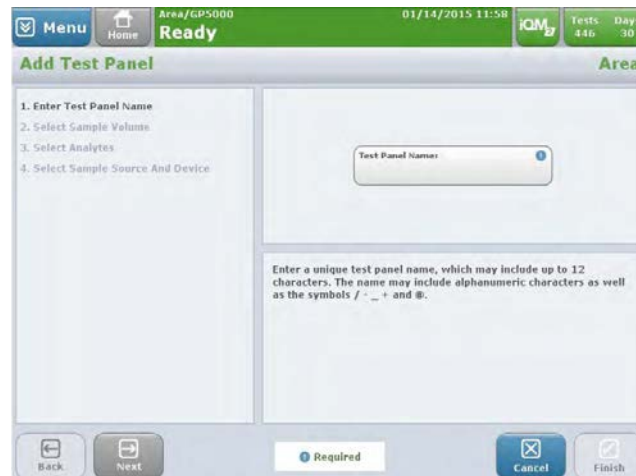 Menu
Home
Area/GP5000
Ready
01/14/2015 11:58
iQM2
Tests
446
Day
30
Add Test Panel
Area
1. Enter Test Panel Name
2. Select Sample Volume
3. Select Analytes
4. Select Sample Source And Device
Test Panel Name:
Enter a unique test panel name, which may include up to 12
characters. The name may include alphanumeric characters as well
as the symbols / - _ + and
Back
Next
Required
Cancel
Finish